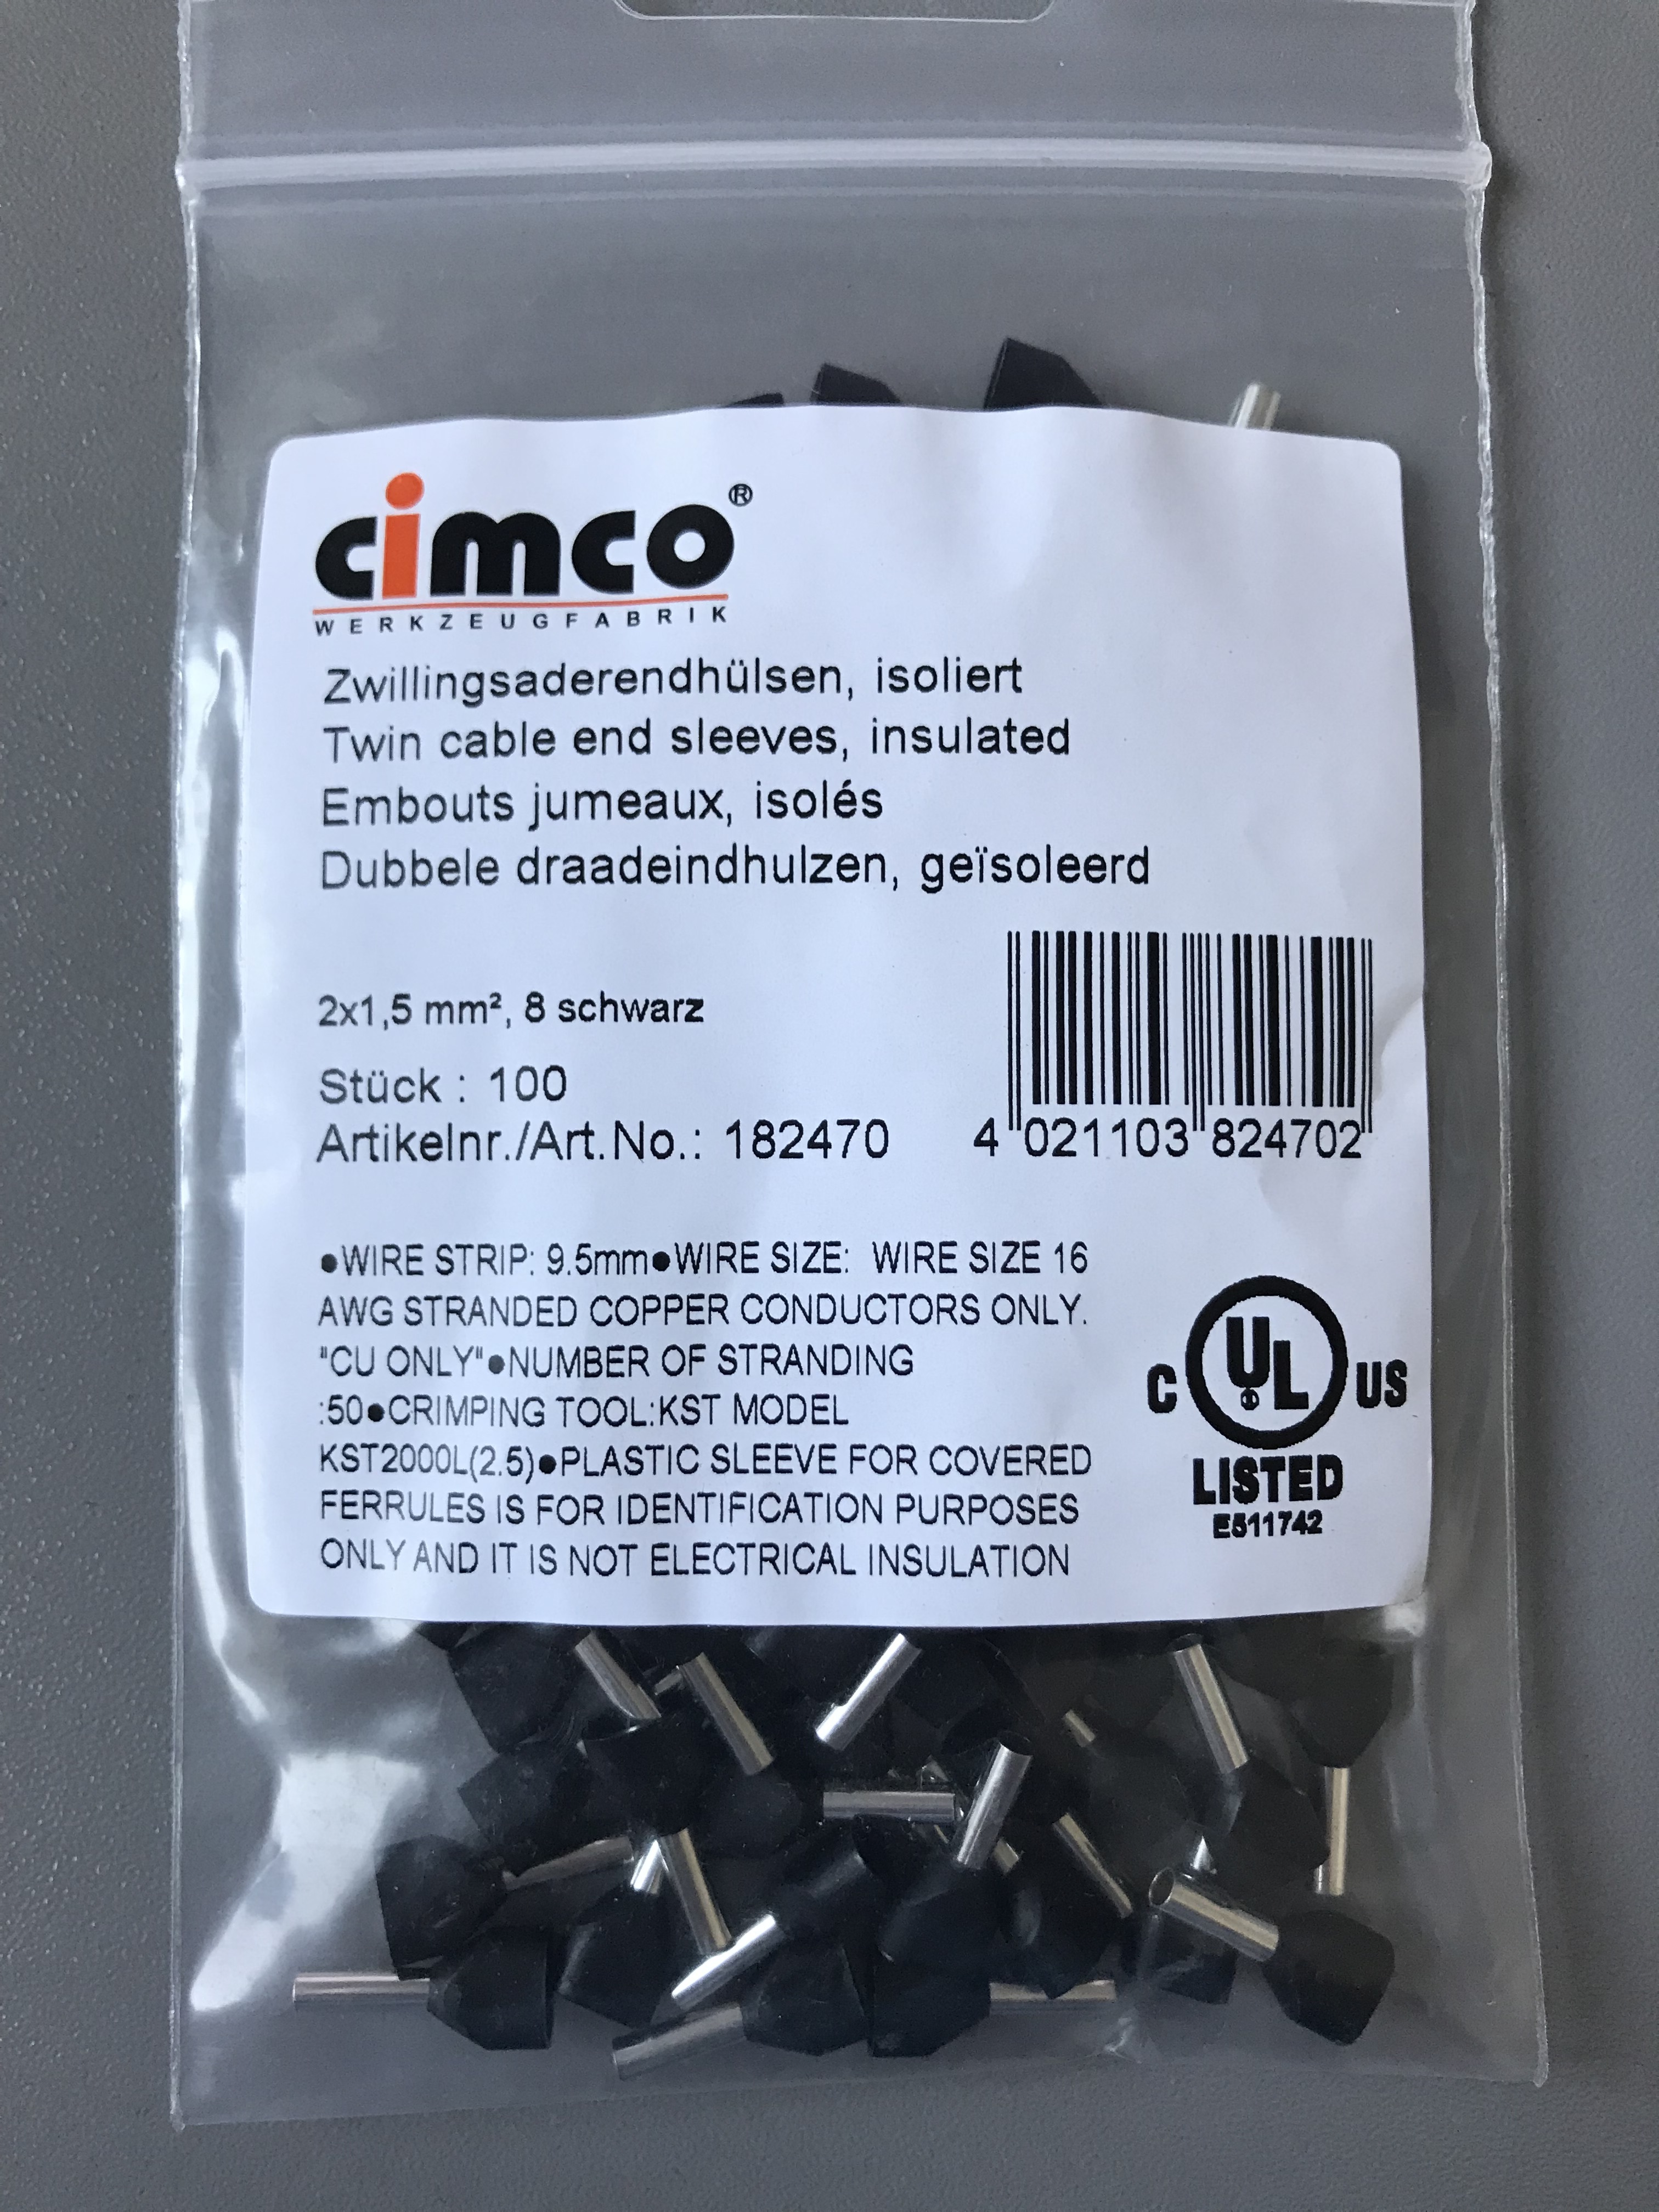 cimco®
WERKZEUGFABRIK
Zwillingsaderendhülsen, isoliert
Twin cable end sleeves, insulated
Embouts jumeaux, isolés
Dubbele draadeindhulzen, geïsoleerd
2x1,5 mm², 8 schwarz
Stück : 100
Artikelnr./Art.No.: 182470
4 021103 824702
●WIRE STRIP: 9.5mm●WIRE SIZE: WIRE SIZE 16
AWG STRANDED COPPER CONDUCTORS ONLY.
"CU ONLY"●NUMBER OF STRANDING
:50●CRIMPING TOOL:KST MODEL
KST2000L(2.5)●PLASTIC SLEEVE FOR COVERED
FERRULES IS FOR IDENTIFICATION PURPOSES
ONLY AND IT IS NOT ELECTRICAL INSULATION
C UL US
LISTED
E511742